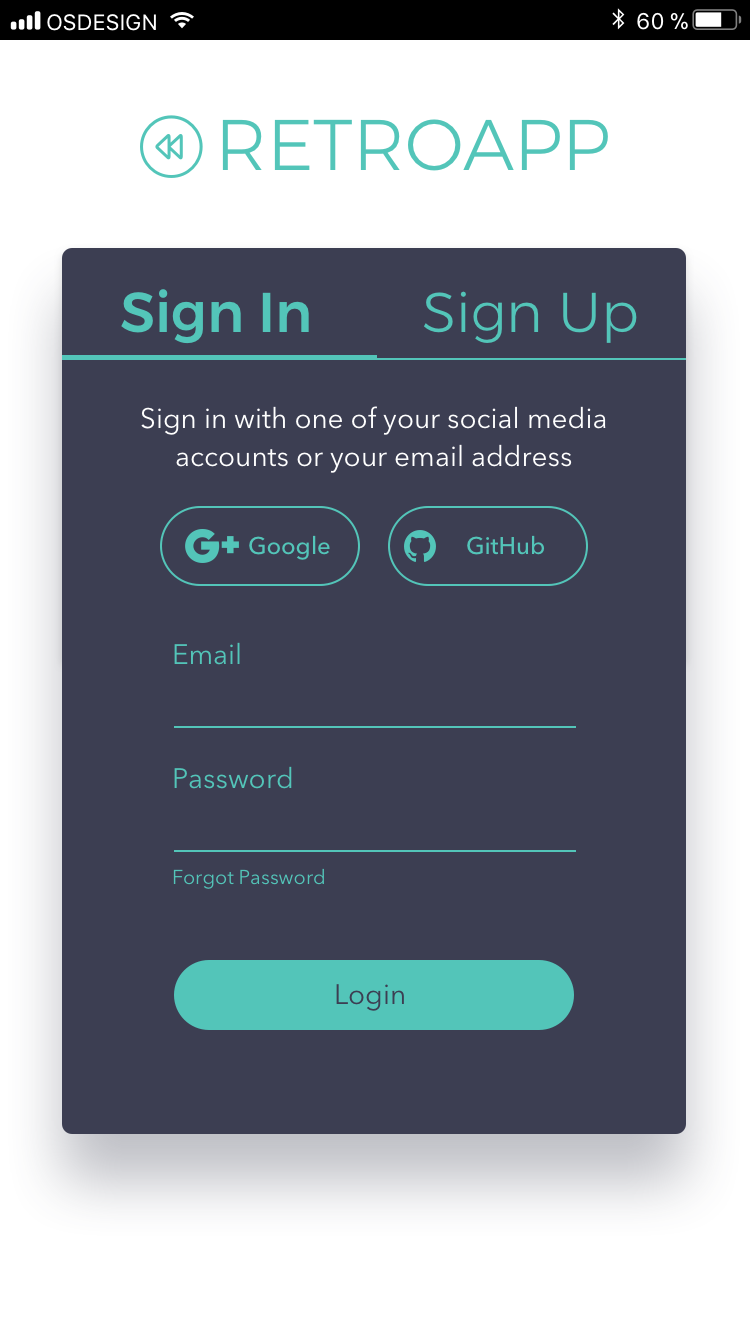 OSDESIGN 60 %
RETROAPP
Sign In Sign Up
Sign in with one of your social media
accounts or your email address
G+ Google GitHub
Email
Password
Forgot Password
Login